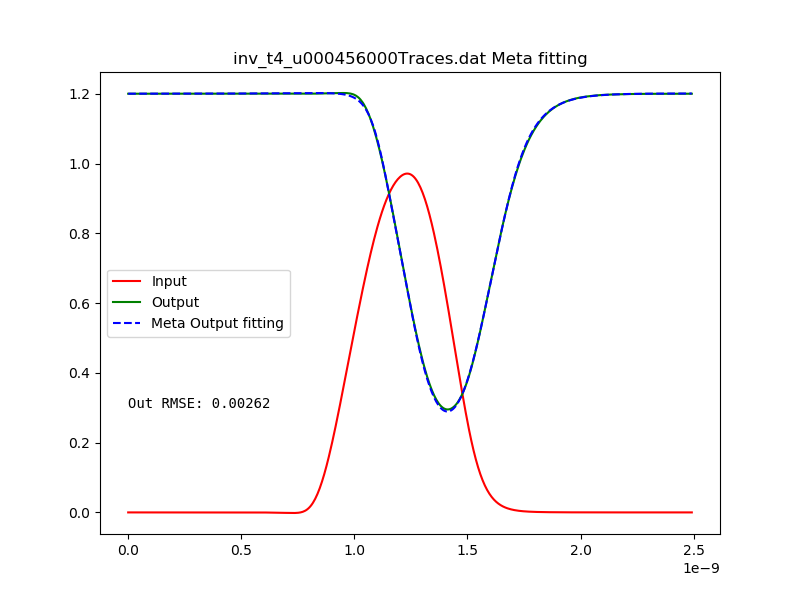 inv_t4_u000456000Traces.dat Meta fitting
1.2
1.0
0.8
0.6
0.4
0.2
0.0
Input
Output
Meta Output fitting
Out RMSE: 0.00262
0.0 0.5 1.0 1.5 2.0 2.5
1e−9